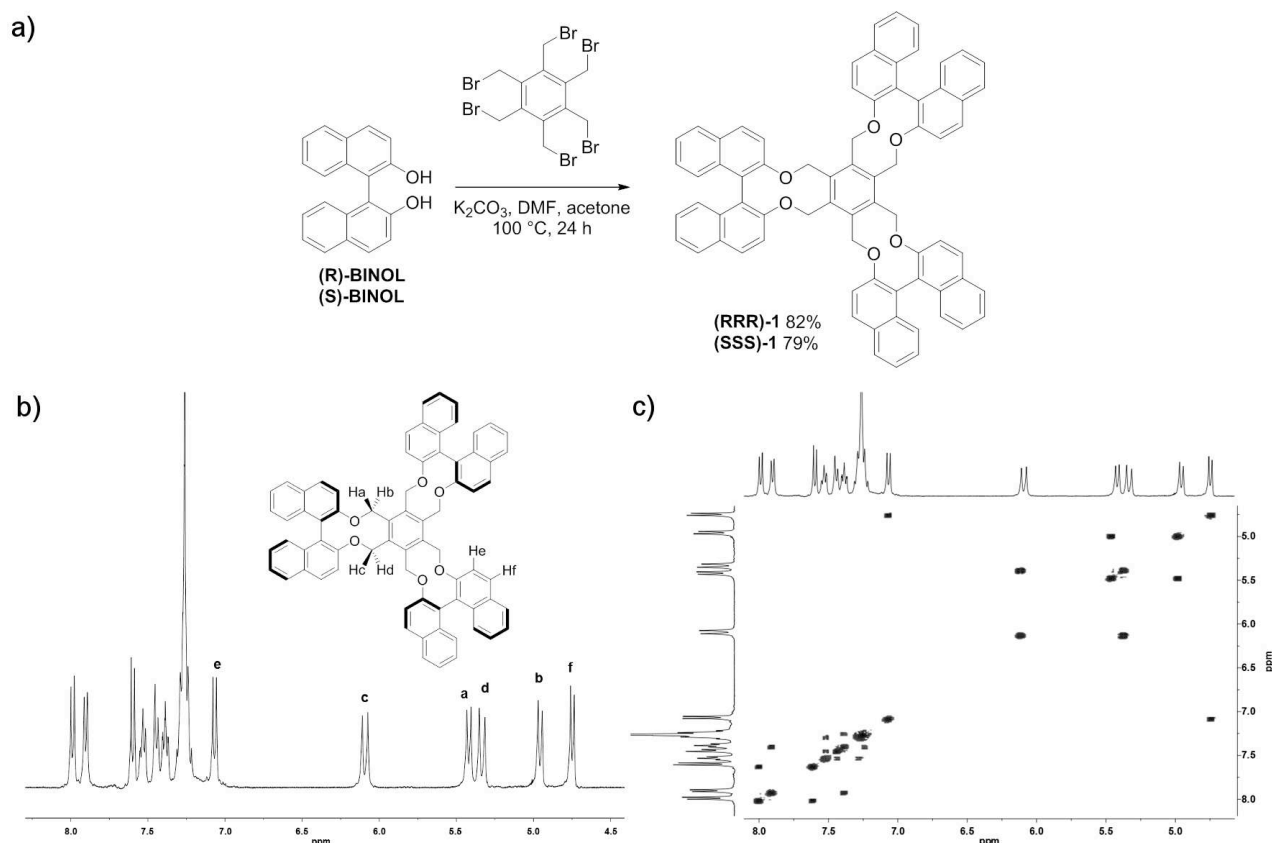 a)
Br
Br
Br
Br
Br
Br
OH
OH
K₂CO₃, DMF, acetone
100 °C, 24 h
(R)-BINOL
(S)-BINOL
O
O
O
O
O
O
(RRR)-1 82%
(SSS)-1 79%
b)
Ha
Hb
O
O
O
O
Hc
Hd
O
O
He
Hf
e
c
a
d
b
f
8.0 7.5 7.0 6.5 6.0 5.5 5.0 4.5
ppm
c)
5.0
5.5
6.0
6.5
7.0
7.5
8.0
ppm
8.0 7.5 7.0 6.5 6.0 5.5 5.0
ppm